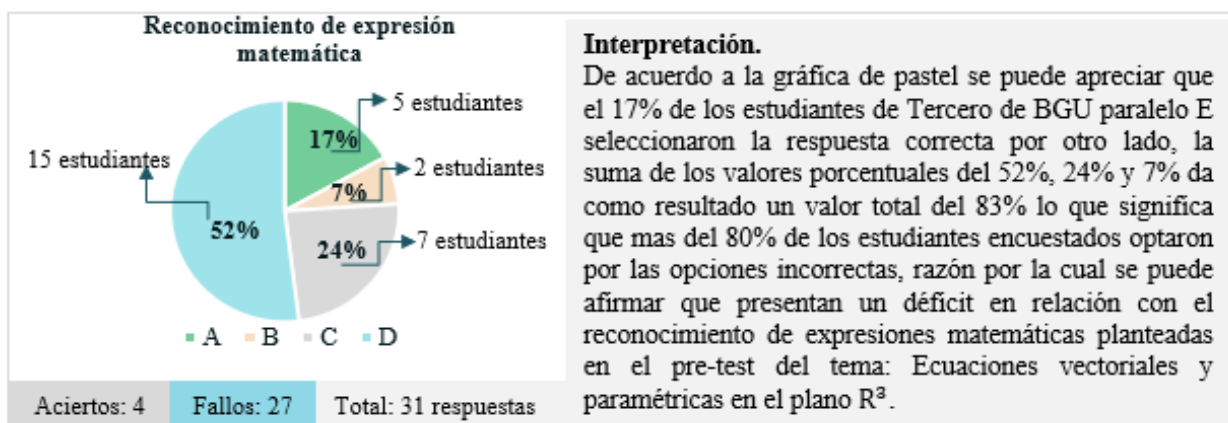 Reconocimiento de expresión
matemática
5 estudiantes
17%
15 estudiantes
2 estudiantes
7%
52%
24%
7 estudiantes
A B C D
Aciertos: 4 Fallos: 27 Total: 31 respuestas
Interpretación.
De acuerdo a la gráfica de pastel se puede apreciar que
el 17% de los estudiantes de Tercero de BGU paralelo E
seleccionaron la respuesta correcta por otro lado, la
suma de los valores porcentuales del 52%, 24% y 7% da
como resultado un valor total del 83% lo que significa
que mas del 80% de los estudiantes encuestados optaron
por las opciones incorrectas, razón por la cual se puede
afirmar que presentan un déficit en relación con el
reconocimiento de expresiones matemáticas planteadas
en el pre-test del tema: Ecuaciones vectoriales y
paramétricas en el plano R³.